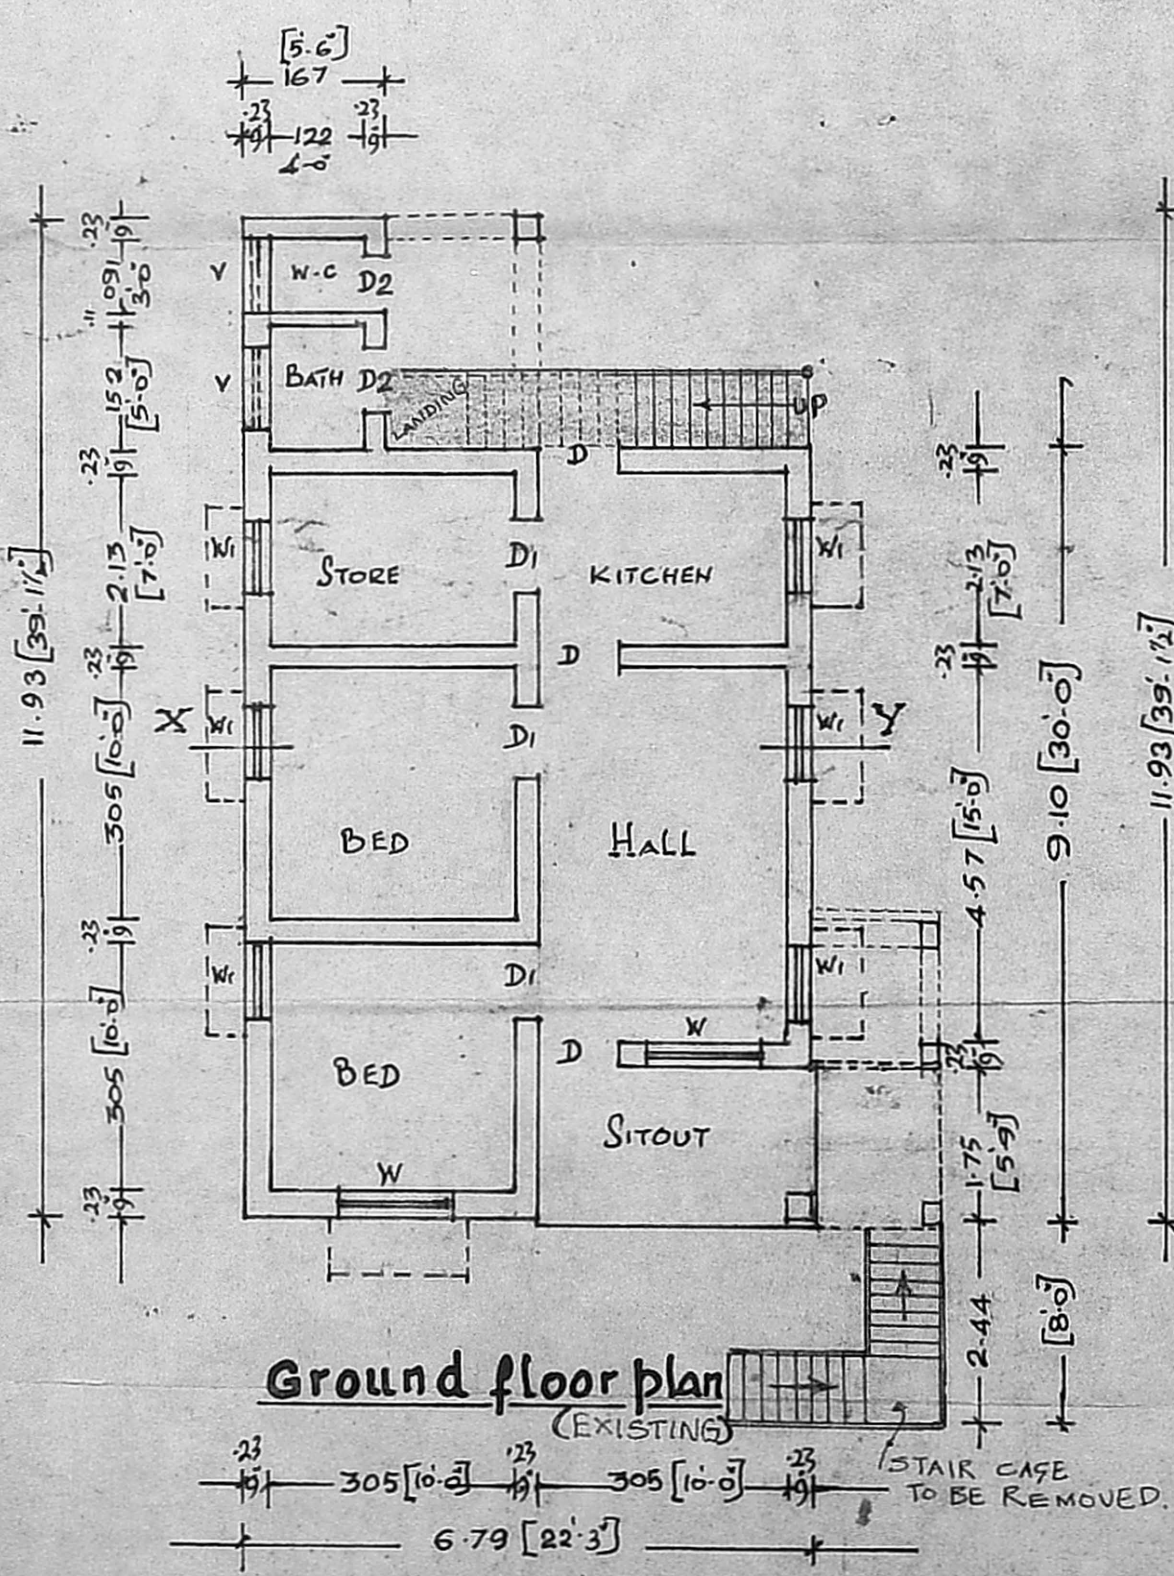 [5'-6"]
167
.23 .23
9" 122 9"
4-0"
.23
9"
V W-C D2
160
3'-0"
.11
V BATH D2
LANDING
UP
152
[5'-0"]
D
.23
9"
.23
9"
W1 STORE D1 KITCHEN W1
2.13
[7'-0"]
2.13
[7'-0"]
11.93 [39'-1½"]
11.93 [39'-1½"]
.23
9"
D
.23
9"
X W1 D1 W1 Y
305 [10'-0"]
9.10 [30'-0"]
BED HALL
4.57 [15'-0"]
.23
9"
W1 D1 W1
W
D
.23
9"
305 [10'-0"]
BED
SITOUT
1.75
[5'-9"]
W
.23
9"
2.44
[8'-0"]
Ground floor plan
(EXISTING)
STAIR CASE
TO BE REMOVED.
.23 .23 .23
9" 305 [10'-0"] 9" 305 [10'-0"] 9"
6.79 [22'-3"]